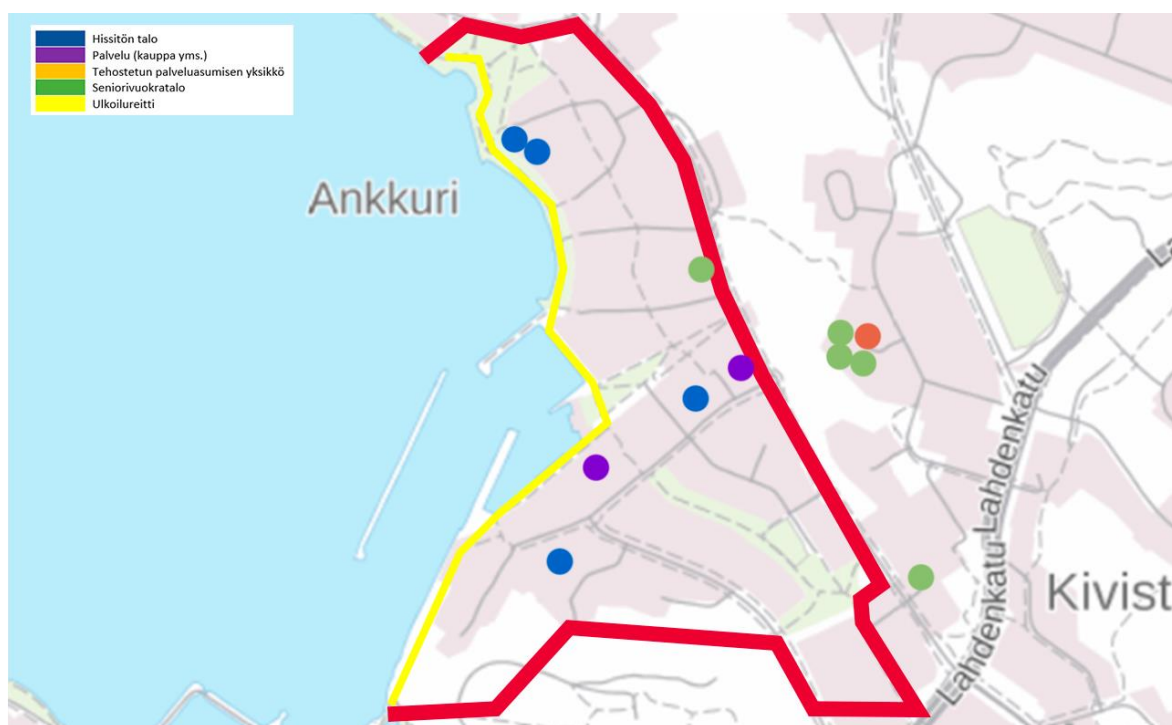 Hissitön talo
Palvelu (kauppa yms.)
Tehostetun palveluasumisen yksikkö
Seniorivuokratalo
Ulkoilureitti
Ankkuri
Lahdenkatu
Lahdenkatu
Kivist